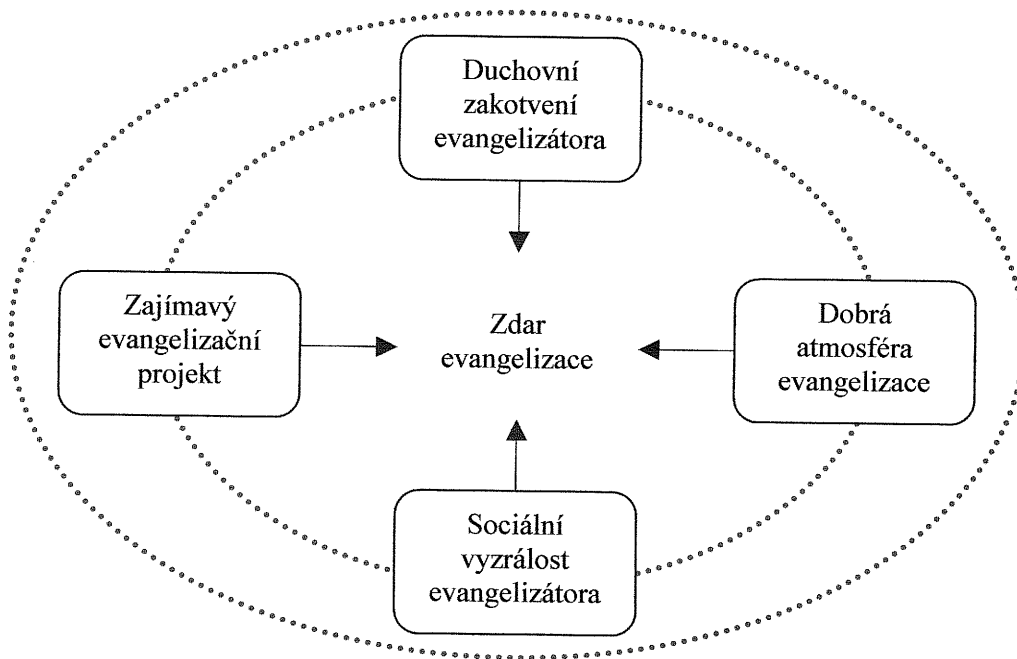 Duchovní
zakotvení
evangelizátora
Zajímavý
evangelizační
projekt
Zdar
evangelizace
Dobrá
atmosféra
evangelizace
Sociální
vyzrálost
evangelizátora